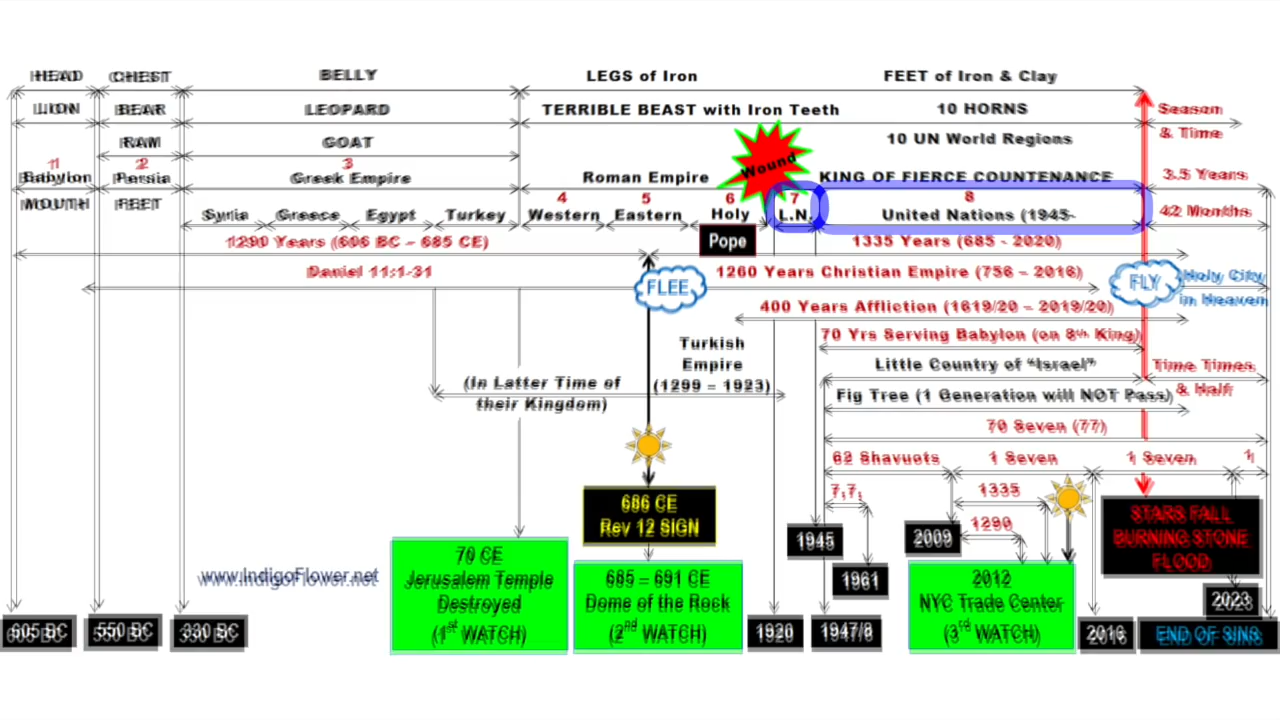 HEAD CHEST BELLY LEGS of Iron FEET of Iron & Clay
LION BEAR LEOPARD TERRIBLE BEAST with Iron Teeth 10 HORNS Season
RAM GOAT 10 UN World Regions & Time
Wound
1 2 3
Babylon Persia Greek Empire Roman Empire KING OF FIERCE COUNTENANCE 3.5 Years
4 5 6 7 8
MOUTH FEET Syria Greece Egypt Turkey Western Eastern Holy L.N. United Nations (1945- 42 Months
1290 Years (606 BC – 685 CE) Pope 1335 Years (685 - 2020)
Daniel 11:1-31 FLEE 1260 Years Christian Empire (756 – 2016) FLY Holy City
in Heaven
400 Years Affliction (1619/20 – 2019/20)
70 Yrs Serving Babylon (on 8th King)
Turkish
Empire
(1299 – 1923)
Little Country of "Israel" Time Times
& Half
(In Latter Time of
their Kingdom)
Fig Tree (1 Generation will NOT Pass)
70 Seven (77)
62 Shavuots 1 Seven 1 Seven 1
7,7, 1335
1290
686 CE
Rev 12 SIGN
1945 2009
STARS FALL
BURNING STONE
FLOOD
www.IndigoFlower.net
70 CE
Jerusalem Temple
Destroyed
(1st WATCH)
685 – 691 CE
Dome of the Rock
(2nd WATCH)
1961
2012
NYC Trade Center
(3rd WATCH)
2023
605 BC 550 BC 330 BC 1920 1947/8 2016 END OF SINS